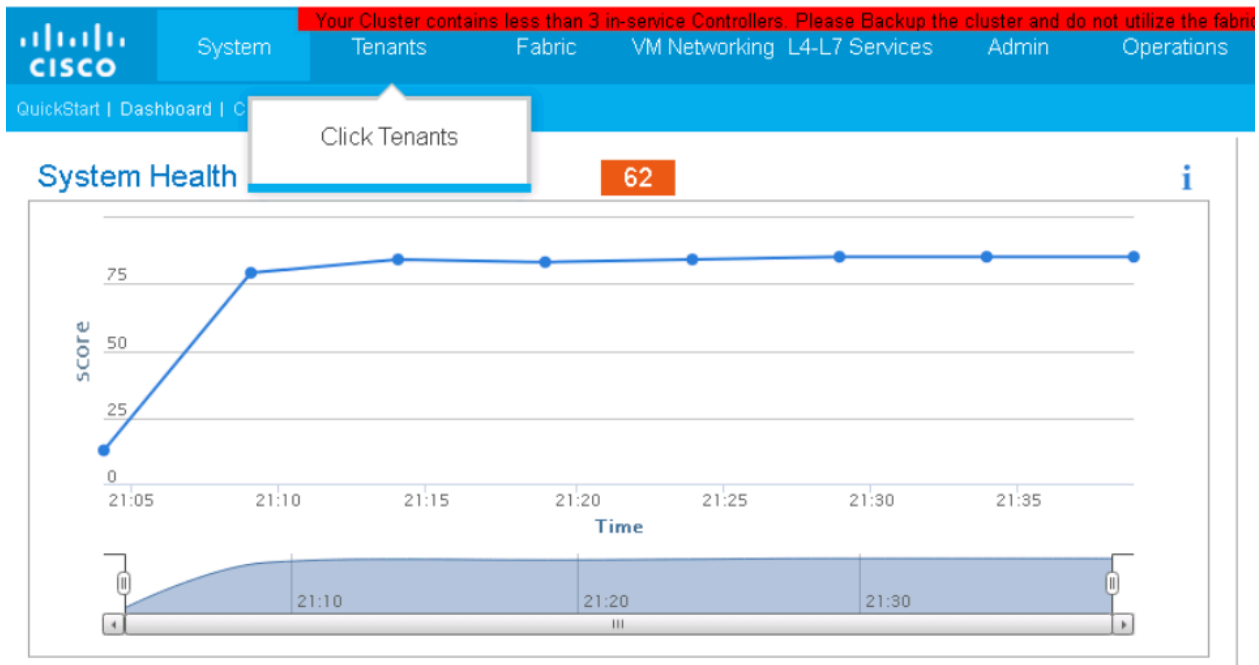 Your Cluster contains less than 3 in-service Controllers. Please Backup the cluster and do not utilize the fabric
CISCO
System Tenants Fabric VM Networking L4-L7 Services Admin Operations
QuickStart | Dashboard | C
Click Tenants
System Health 62 i
75
50
25
0
score
21:05 21:10 21:15 21:20 21:25 21:30 21:35
Time
21:10 21:20 21:30